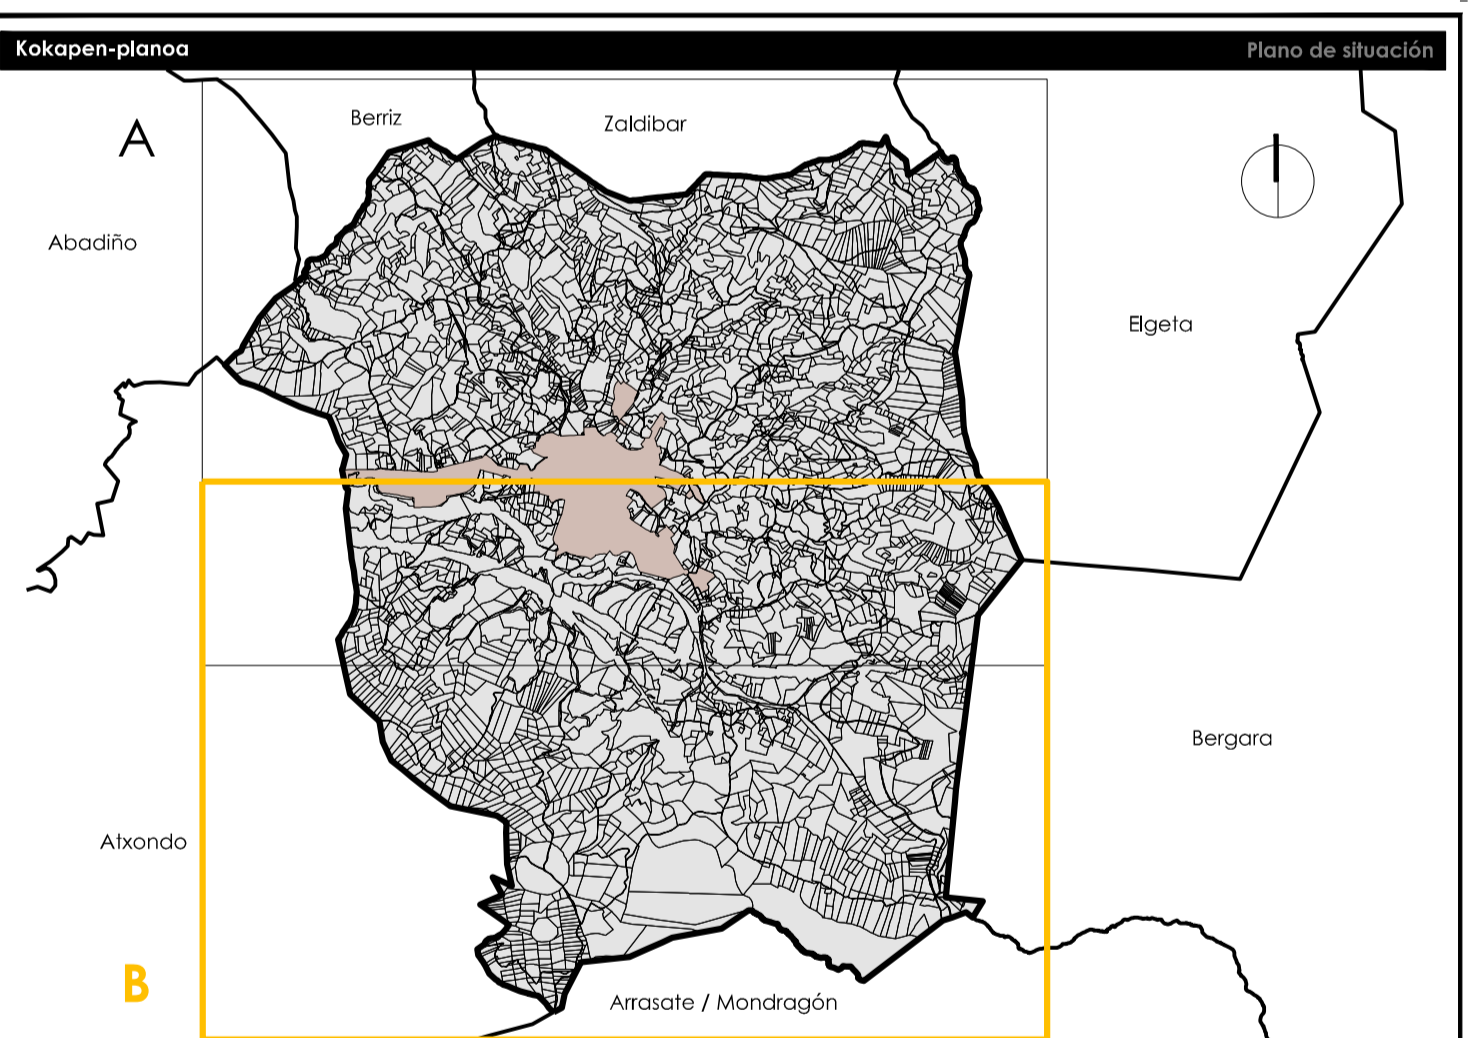 Kokapen-planoa
Plano de situación
A
Berriz
Zaldibar
Abadiño
Elgeta
Bergara
Atxondo
B
Arrasate / Mondragón